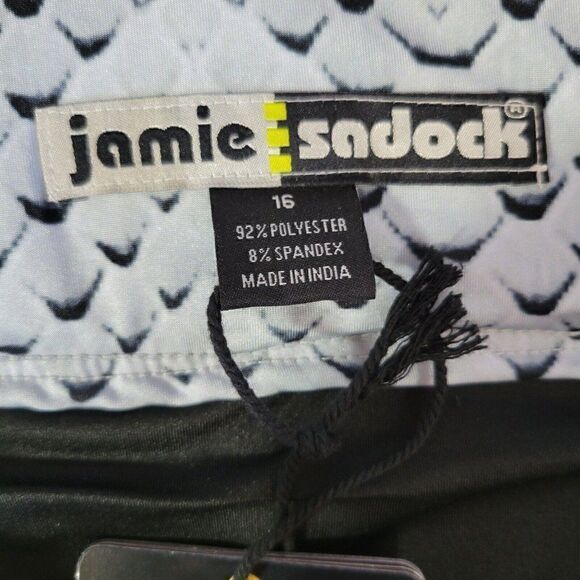 jamie sadock®
16
92% POLYESTER
8% SPANDEX
MADE IN INDIA